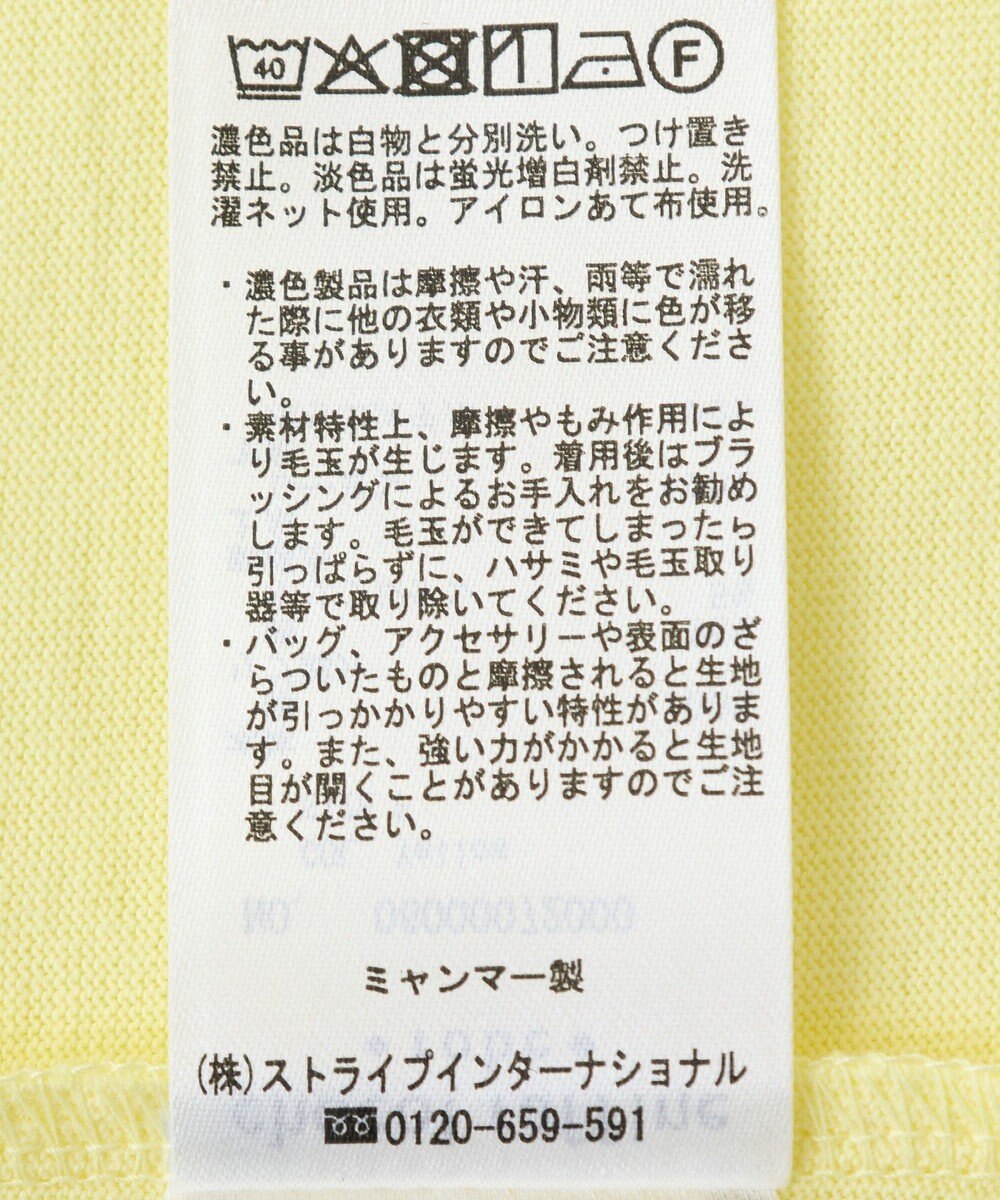 40 F
濃色品は白物と分別洗い。つけ置き
禁止。淡色品は蛍光増白剤禁止。洗
濯ネット使用。アイロンあて布使用。
・濃色製品は摩擦や汗、雨等で濡れ
た際に他の衣類や小物類に色が移
る事がありますのでご注意くださ
い。
・素材特性上、摩擦やもみ作用によ
り毛玉が生じます。着用後はブラ
ッシングによるお手入れをお勧め
します。毛玉ができてしまったら
引っぱらずに、ハサミや毛玉取り
器等で取り除いてください。
・バッグ、アクセサリーや表面のざ
らついたものと摩擦されると生地
が引っかかりやすい特性がありま
す。また、強い力がかかると生地
目が開くことがありますのでご注
意ください。
ミャンマー製
(株)ストライプインターナショナル
0120-659-591